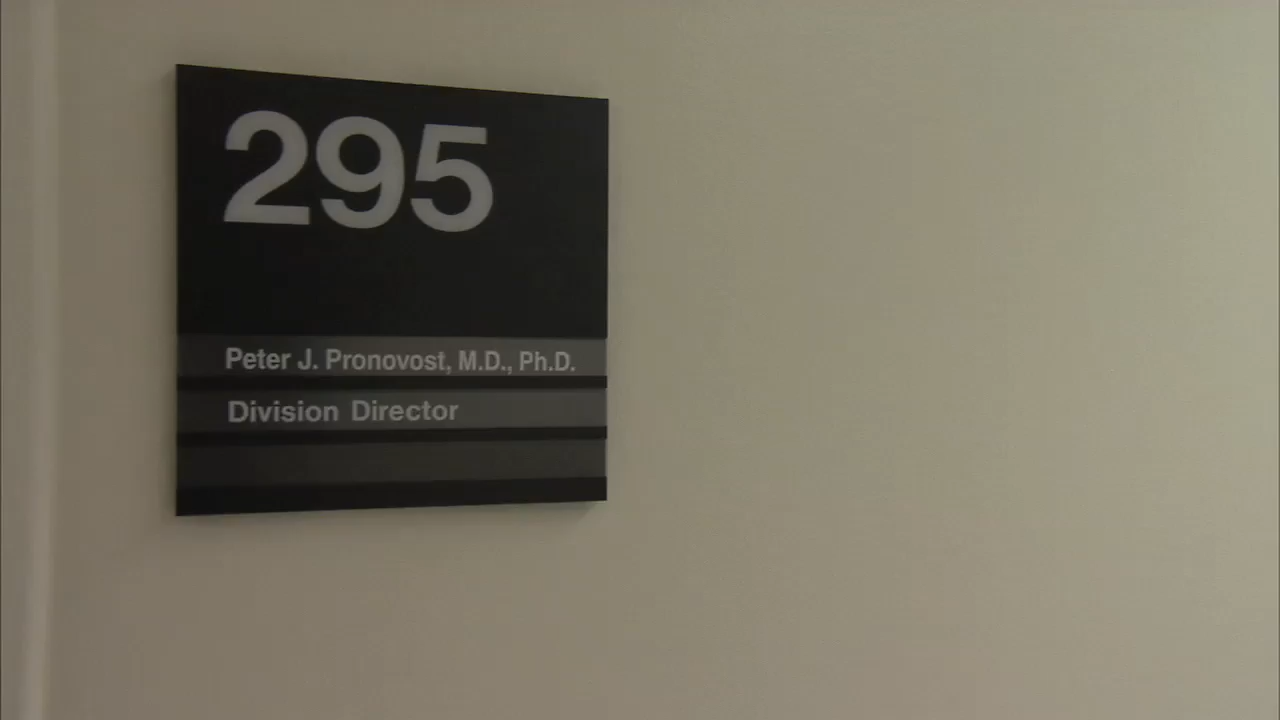 295
Peter J. Pronovost, M.D., Ph.D.
Division Director